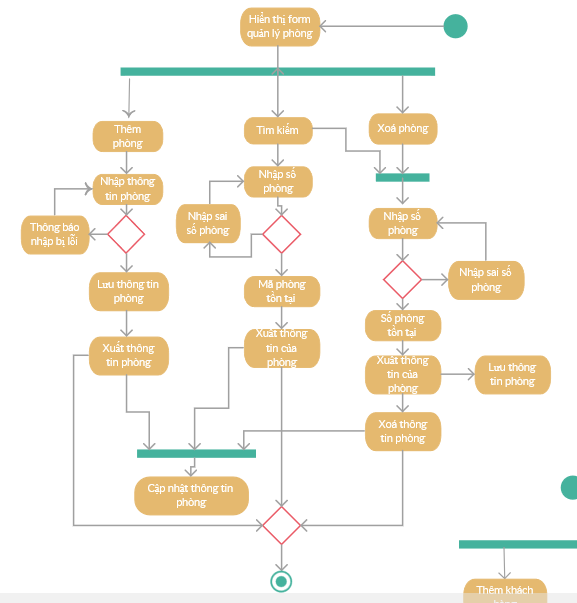 Hiển thị form
quản lý phòng
Thêm
phòng
Tìm kiếm
Xoá phòng
Nhập thông
tin phòng
Nhập số
phòng
Thông báo
nhập bị lỗi
Nhập sai
số phòng
Nhập số
phòng
Lưu thông tin
phòng
Mã phòng
tồn tại
Nhập sai số
phòng
Xuất thông
tin phòng
Xuất thông
tin của
phòng
Số phòng
tồn tại
Xuất thông
tin của
phòng
Lưu thông
tin phòng
Xoá thông
tin phòng
Cập nhật thông tin
phòng
Thêm khách